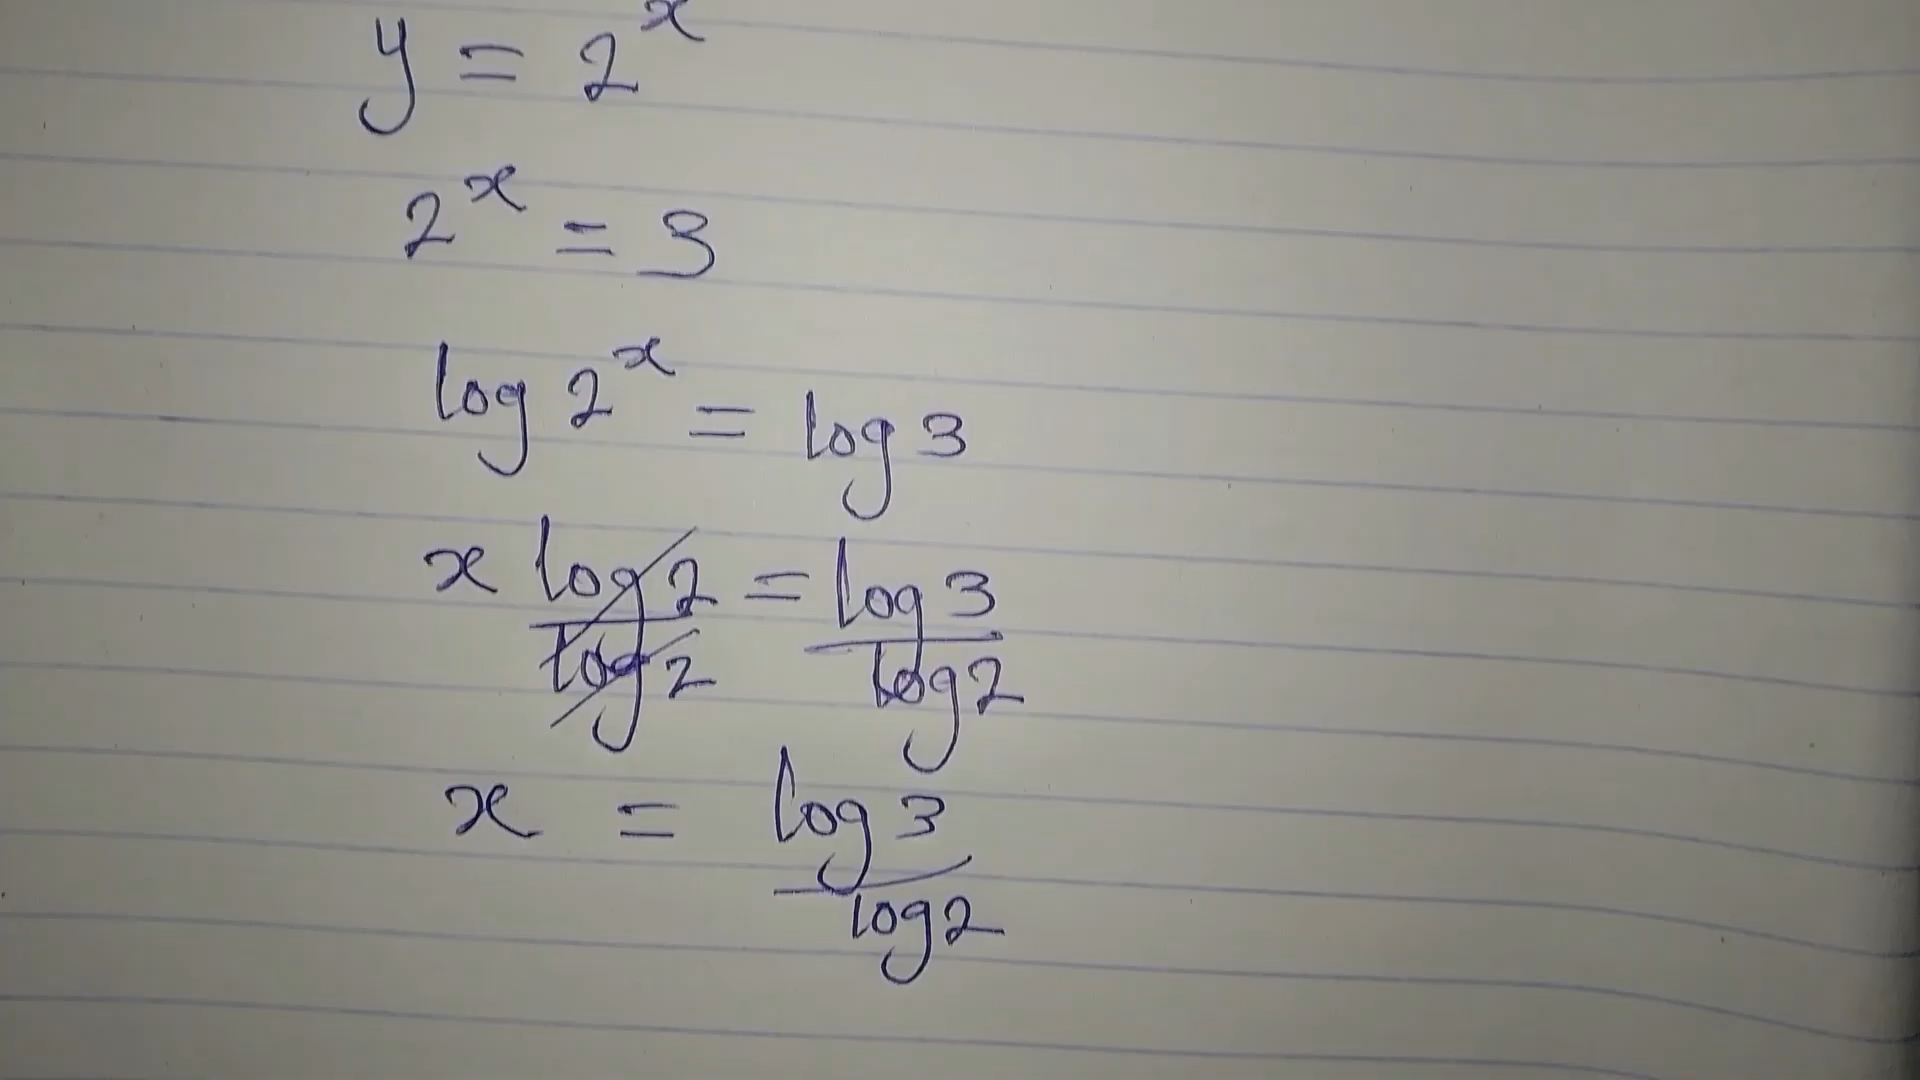 y = 2^x
2^x = 3
log 2^x = log 3
x log 2 / log 2 = log 3 / log 2
x = log 3 / log 2